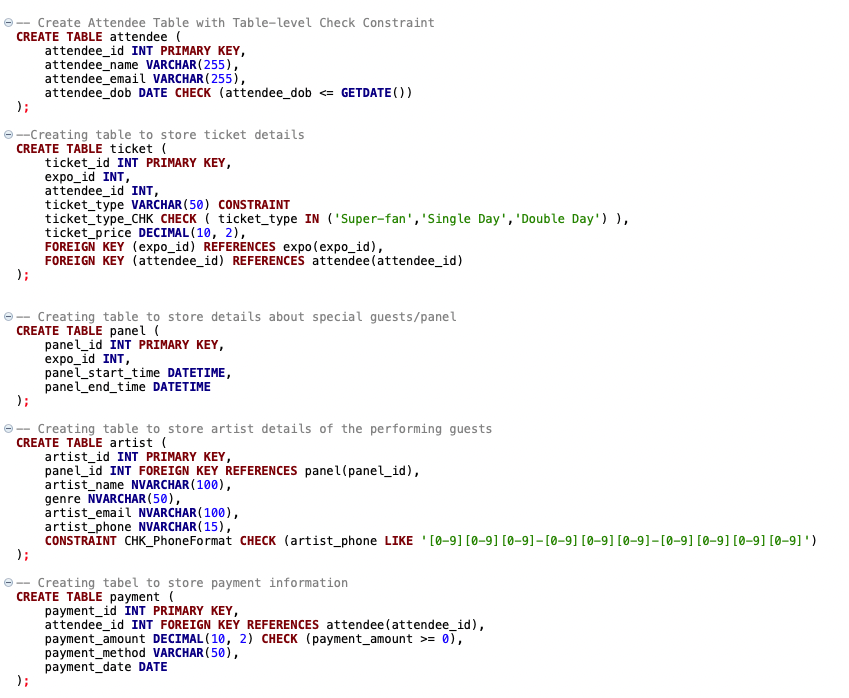 -- Create Attendee Table with Table-level Check Constraint
CREATE TABLE attendee (
    attendee_id INT PRIMARY KEY,
    attendee_name VARCHAR(255),
    attendee_email VARCHAR(255),
    attendee_dob DATE CHECK (attendee_dob <= GETDATE())
);
--Creating table to store ticket details
CREATE TABLE ticket (
    ticket_id INT PRIMARY KEY,
    expo_id INT,
    attendee_id INT,
    ticket_type VARCHAR(50) CONSTRAINT
    ticket_type_CHK CHECK ( ticket_type IN ('Super-fan','Single Day','Double Day') ),
    ticket_price DECIMAL(10, 2),
    FOREIGN KEY (expo_id) REFERENCES expo(expo_id),
    FOREIGN KEY (attendee_id) REFERENCES attendee(attendee_id)
);
-- Creating table to store details about special guests/panel
CREATE TABLE panel (
    panel_id INT PRIMARY KEY,
    expo_id INT,
    panel_start_time DATETIME,
    panel_end_time DATETIME
);
-- Creating table to store artist details of the performing guests
CREATE TABLE artist (
    artist_id INT PRIMARY KEY,
    panel_id INT FOREIGN KEY REFERENCES panel(panel_id),
    artist_name NVARCHAR(100),
    genre NVARCHAR(50),
    artist_email NVARCHAR(100),
    artist_phone NVARCHAR(15),
    CONSTRAINT CHK_PhoneFormat CHECK (artist_phone LIKE '[0-9][0-9][0-9]-[0-9][0-9][0-9]-[0-9][0-9][0-9][0-9]')
);
-- Creating tabel to store payment information
CREATE TABLE payment (
    payment_id INT PRIMARY KEY,
    attendee_id INT FOREIGN KEY REFERENCES attendee(attendee_id),
    payment_amount DECIMAL(10, 2) CHECK (payment_amount >= 0),
    payment_method VARCHAR(50),
    payment_date DATE
);